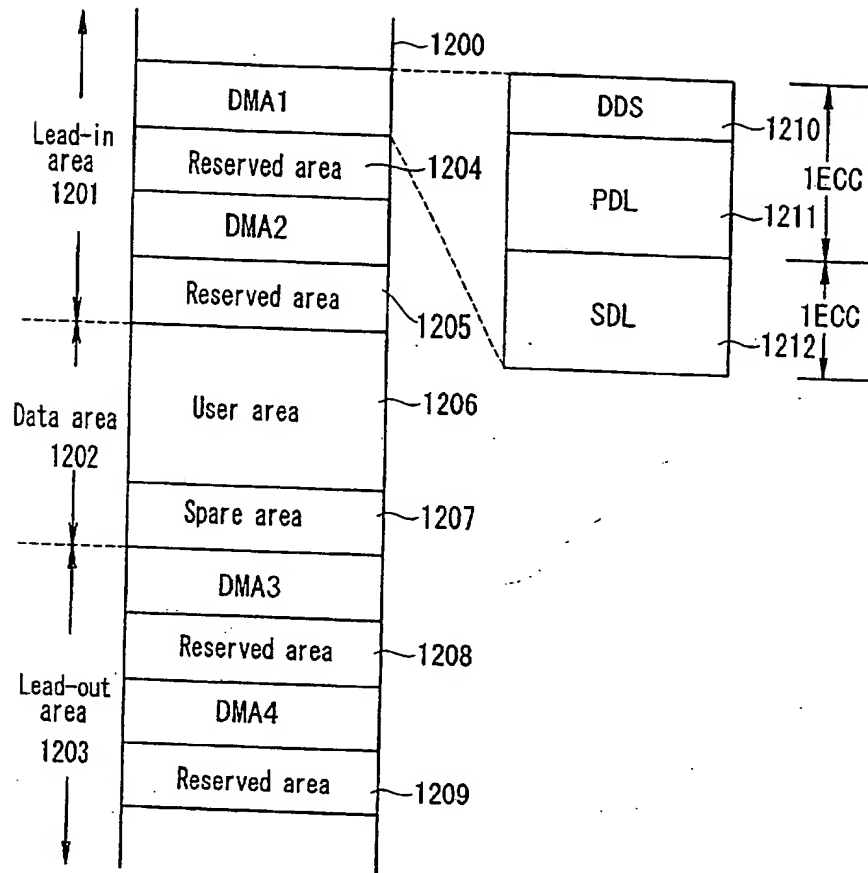 1200
DMA1
DDS
1210
Lead-in
area
1201
Reserved area
1204
1ECC
PDL
1211
DMA2
Reserved area
1205
SDL
1ECC
1212
User area
1206
Data area
1202
Spare area
1207
DMA3
Reserved area
1208
Lead-out
area
1203
DMA4
Reserved area
1209